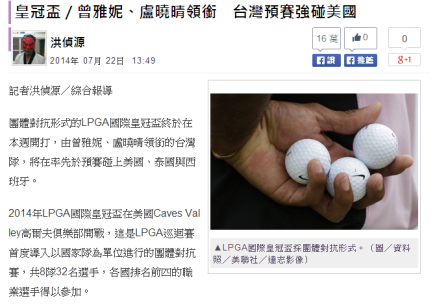 皇冠盃／曾雅妮、盧曉晴領銜　台灣預賽強碰美國
洪偵源
2014年 07月 22日　13:49
16 萬
讚
0
推薦
0
+1
記者洪偵源／綜合報導
團體對抗形式的LPGA國際皇冠盃終於在
本週開打，由曾雅妮、盧曉晴領銜的台灣
隊，將在率先於預賽碰上美國、泰國與西
班牙。
2014年LPGA國際皇冠盃在美國Caves Val
ley高爾夫俱樂部開戰，這是LPGA巡迴賽
首度導入以國家隊為單位進行的團體對抗
賽，共8隊32名選手，各國排名前四的職
業選手得以參加。
▲LPGA國際皇冠盃採團體對抗形式。（圖／資料
照／美聯社／達志影像）